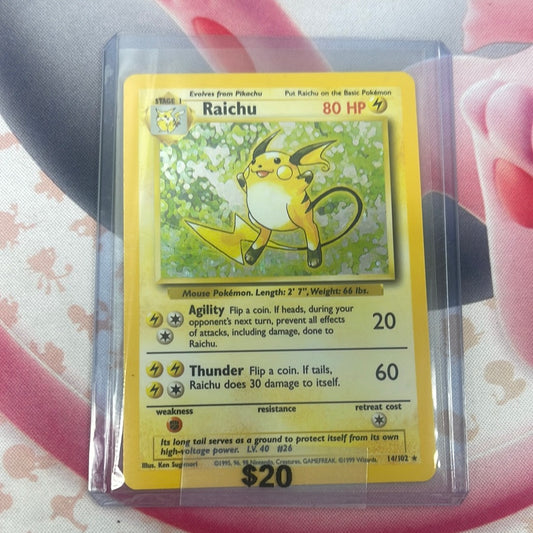 Evolves from Pikachu Put Raichu on the Basic Pokémon
STAGE 1 Raichu 80 HP
Mouse Pokémon. Length: 2' 7", Weight: 66 lbs.
Agility Flip a coin. If heads, during your
opponent's next turn, prevent all effects
of attacks, including damage, done to
Raichu.
20
Thunder Flip a coin. If tails,
Raichu does 30 damage to itself.
60
weakness resistance retreat cost
Its long tail serves as a ground to protect itself from its own
high-voltage power. LV. 40 #26
Illus. Ken Sugimori ©1995, 96, 98 Nintendo, Creatures, GAMEFREAK. ©1999 Wizards. 14/102 ★
$20